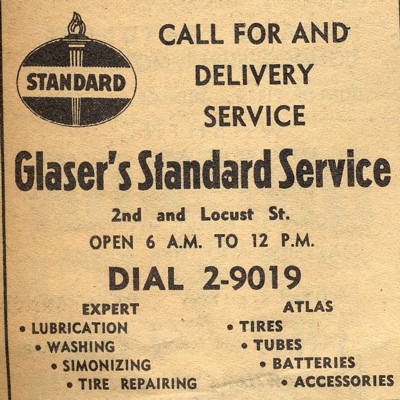 STANDARD
CALL FOR AND
DELIVERY
SERVICE
Glaser's Standard Service
2nd and Locust St.
OPEN 6 A.M. TO 12 P.M.
DIAL 2-9019
EXPERT
• LUBRICATION
• WASHING
• SIMONIZING
• TIRE REPAIRING
ATLAS
• TIRES
• TUBES
• BATTERIES
• ACCESSORIES